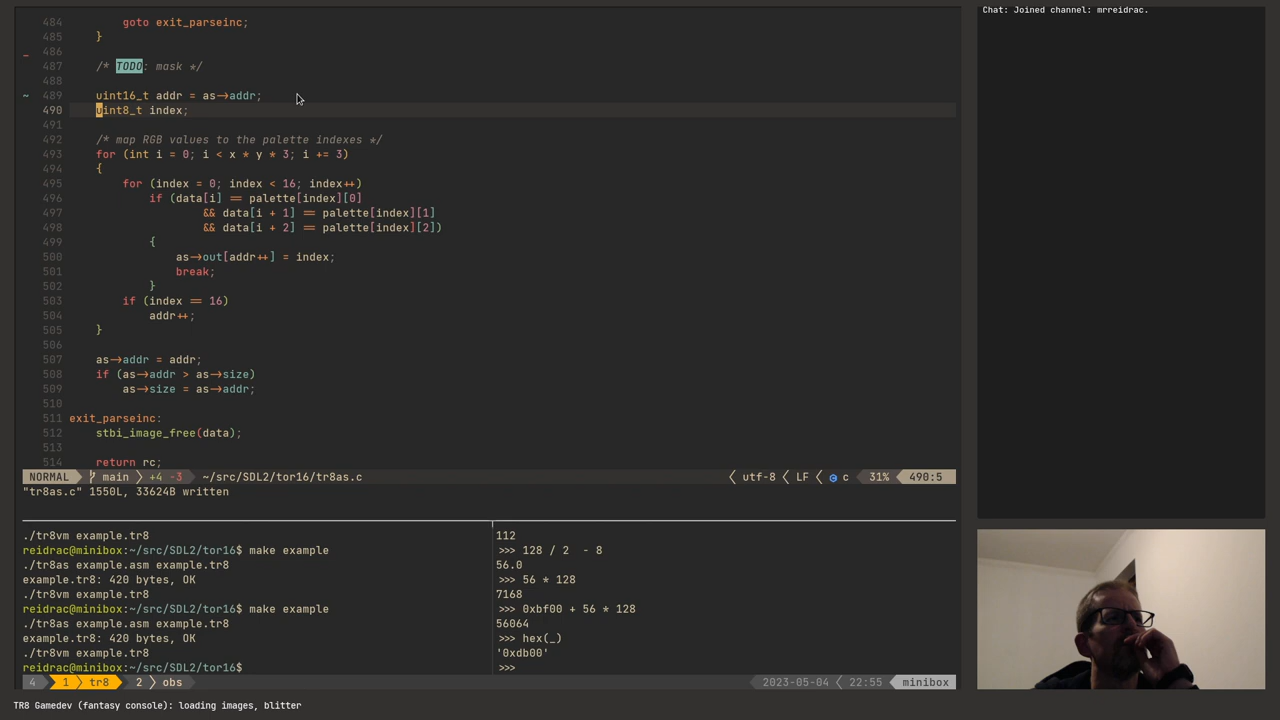 484         goto exit_parseinc;
485     }
486
487     /* TODO: mask */
488
~ 489     uint16_t addr = as->addr;
490     uint8_t index;
491
492     /* map RGB values to the palette indexes */
493     for (int i = 0; i < x * y * 3; i += 3)
494     {
495         for (index = 0; index < 16; index++)
496             if (data[i] == palette[index][0]
497                     && data[i + 1] == palette[index][1]
498                     && data[i + 2] == palette[index][2])
499             {
500                 as->out[addr++] = index;
501                 break;
502             }
503         if (index == 16)
504             addr++;
505     }
506
507     as->addr = addr;
508     if (as->addr > as->size)
509         as->size = as->addr;
510
511 exit_parseinc:
512     stbi_image_free(data);
513
514     return rc;
NORMAL main +4 -3 ~/src/SDL2/tor16/tr8as.c utf-8 LF c 31% 490:5
"tr8as.c" 1550L, 33624B written
./tr8vm example.tr8
reidrac@minibox:~/src/SDL2/tor16$ make example
./tr8as example.asm example.tr8
example.tr8: 420 bytes, OK
./tr8vm example.tr8
reidrac@minibox:~/src/SDL2/tor16$ make example
./tr8as example.asm example.tr8
example.tr8: 420 bytes, OK
./tr8vm example.tr8
reidrac@minibox:~/src/SDL2/tor16$
112
>>> 128 / 2  - 8
56.0
>>> 56 * 128
7168
>>> 0xbf00 + 56 * 128
56064
>>> hex(_)
'0xdb00'
>>>
4 1 tr8 2 obs 2023-05-04 22:55 minibox
Chat: Joined channel: mrreidrac.
TR8 Gamedev (fantasy console): loading images, blitter